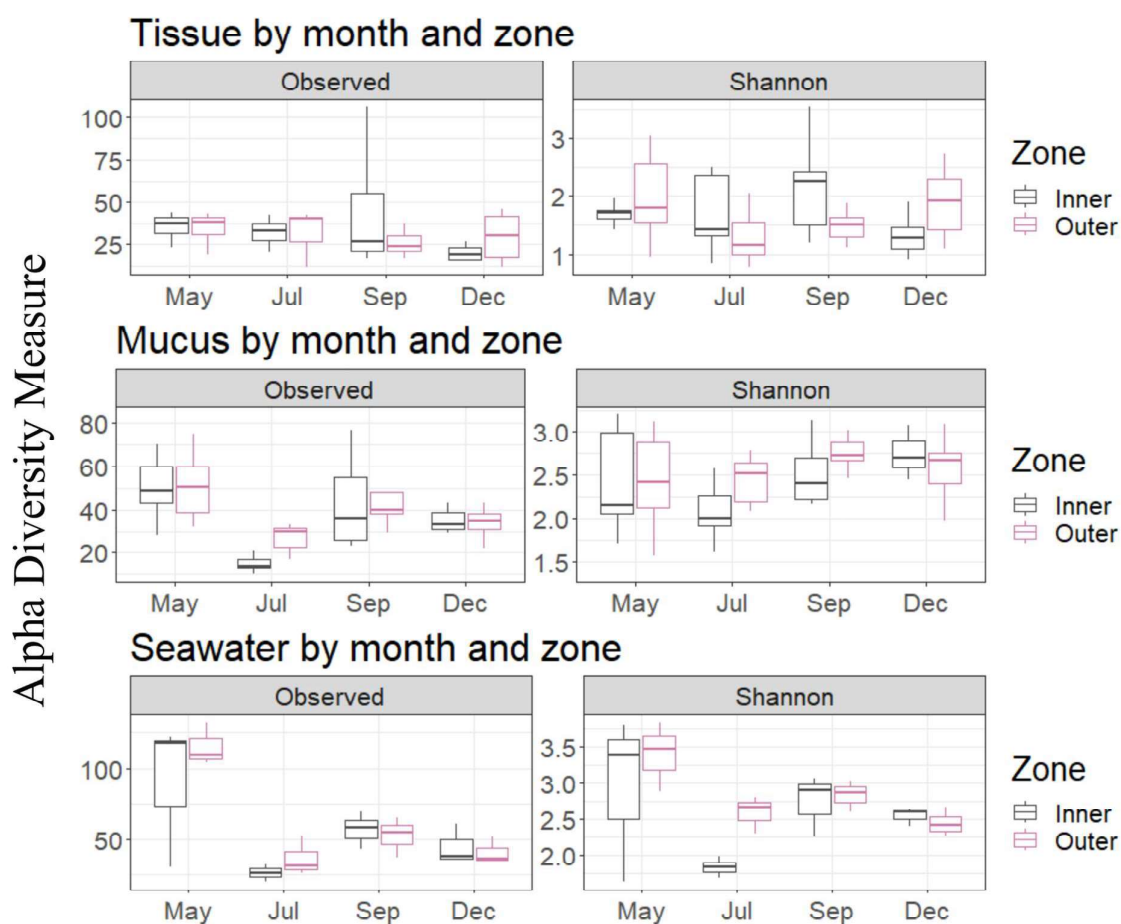 Alpha Diversity Measure
Tissue by month and zone
Observed
Shannon
100
75
50
25
3
2
1
May Jul Sep Dec
May Jul Sep Dec
Zone
Inner
Outer
Mucus by month and zone
Observed
Shannon
80
60
40
20
3.0
2.5
2.0
1.5
May Jul Sep Dec
May Jul Sep Dec
Zone
Inner
Outer
Seawater by month and zone
Observed
Shannon
100
50
3.5
3.0
2.5
2.0
May Jul Sep Dec
May Jul Sep Dec
Zone
Inner
Outer